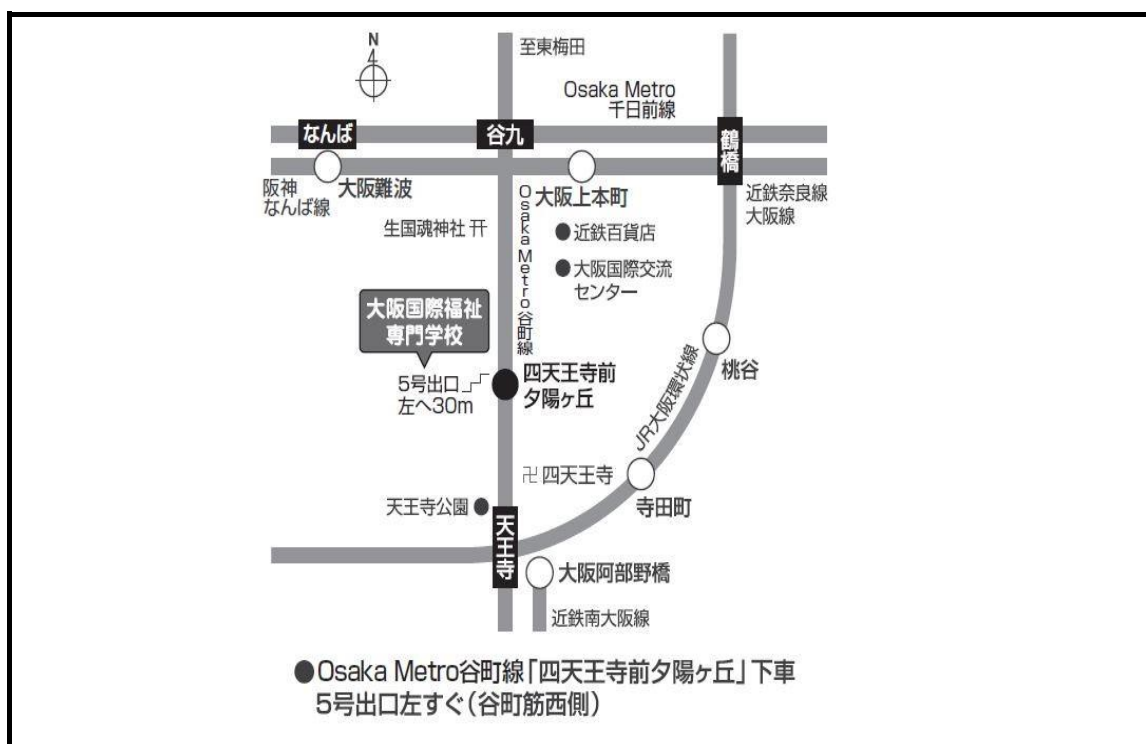 N
至東梅田
Osaka Metro
千日前線
なんば
谷九
鶴橋
阪神
なんば線
大阪難波
大阪上本町
近鉄奈良線
大阪線
生国魂神社
Osaka Metro谷町線
近鉄百貨店
大阪国際交流
センター
大阪国際福祉
専門学校
5号出口
左へ30m
四天王寺前
夕陽ヶ丘
JR大阪環状線
桃谷
卍 四天王寺
寺田町
天王寺公園
天王寺
大阪阿部野橋
近鉄南大阪線
●Osaka Metro谷町線「四天王寺前夕陽ヶ丘」下車
5号出口左すぐ(谷町筋西側)